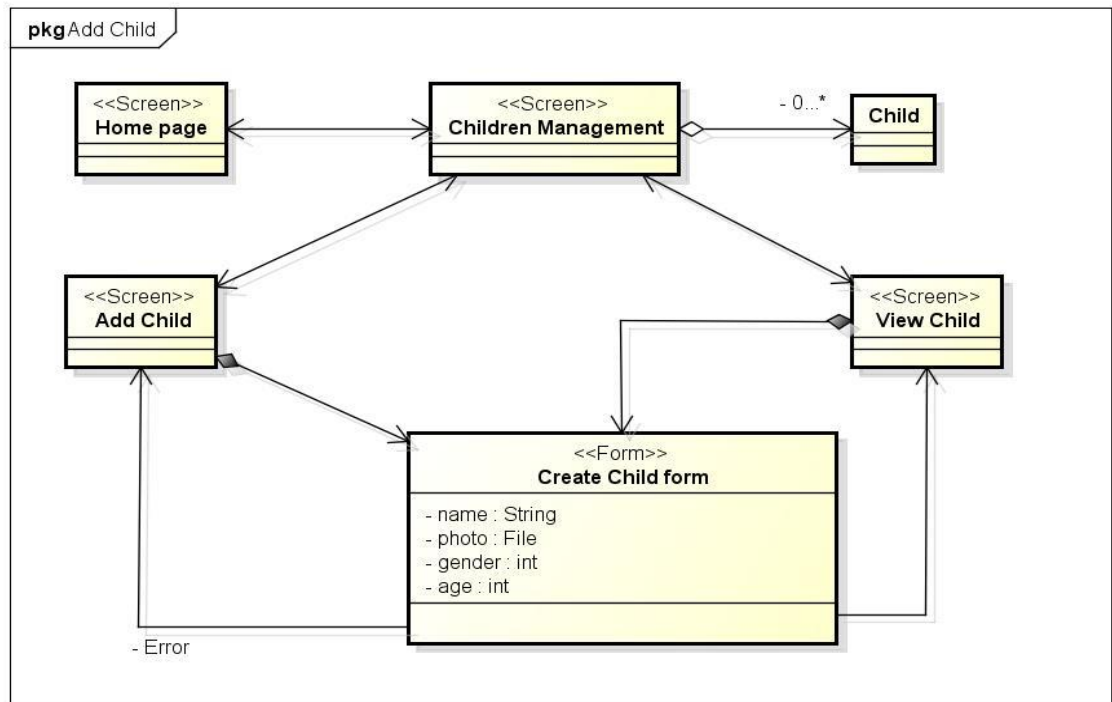 pkg Add Child
<<Screen>>
Home page
<<Screen>>
Children Management
- 0...*
Child
<<Screen>>
Add Child
<<Screen>>
View Child
<<Form>>
Create Child form
- name : String
- photo : File
- gender : int
- age : int
- Error